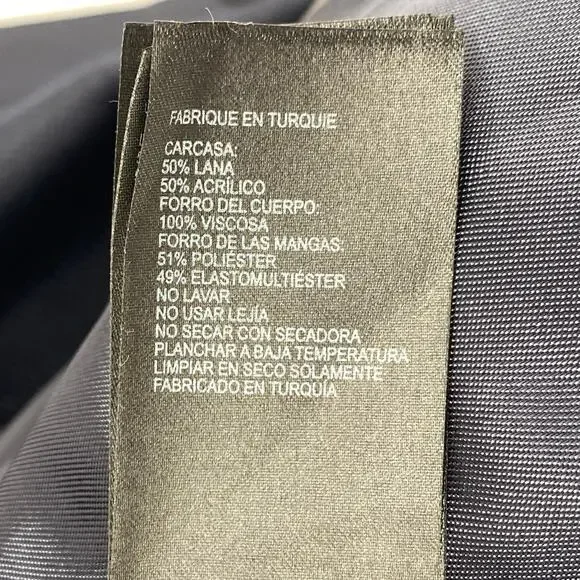 FABRIQUE EN TURQUIE
CARCASA:
50% LANA
50% ACRÍLICO
FORRO DEL CUERPO:
100% VISCOSA
FORRO DE LAS MANGAS:
51% POLIÉSTER
49% ELASTOMULTIÉSTER
NO LAVAR
NO USAR LEJÍA
NO SECAR CON SECADORA
PLANCHAR A BAJA TEMPERATURA
LIMPIAR EN SECO SOLAMENTE
FABRICADO EN TURQUÍA